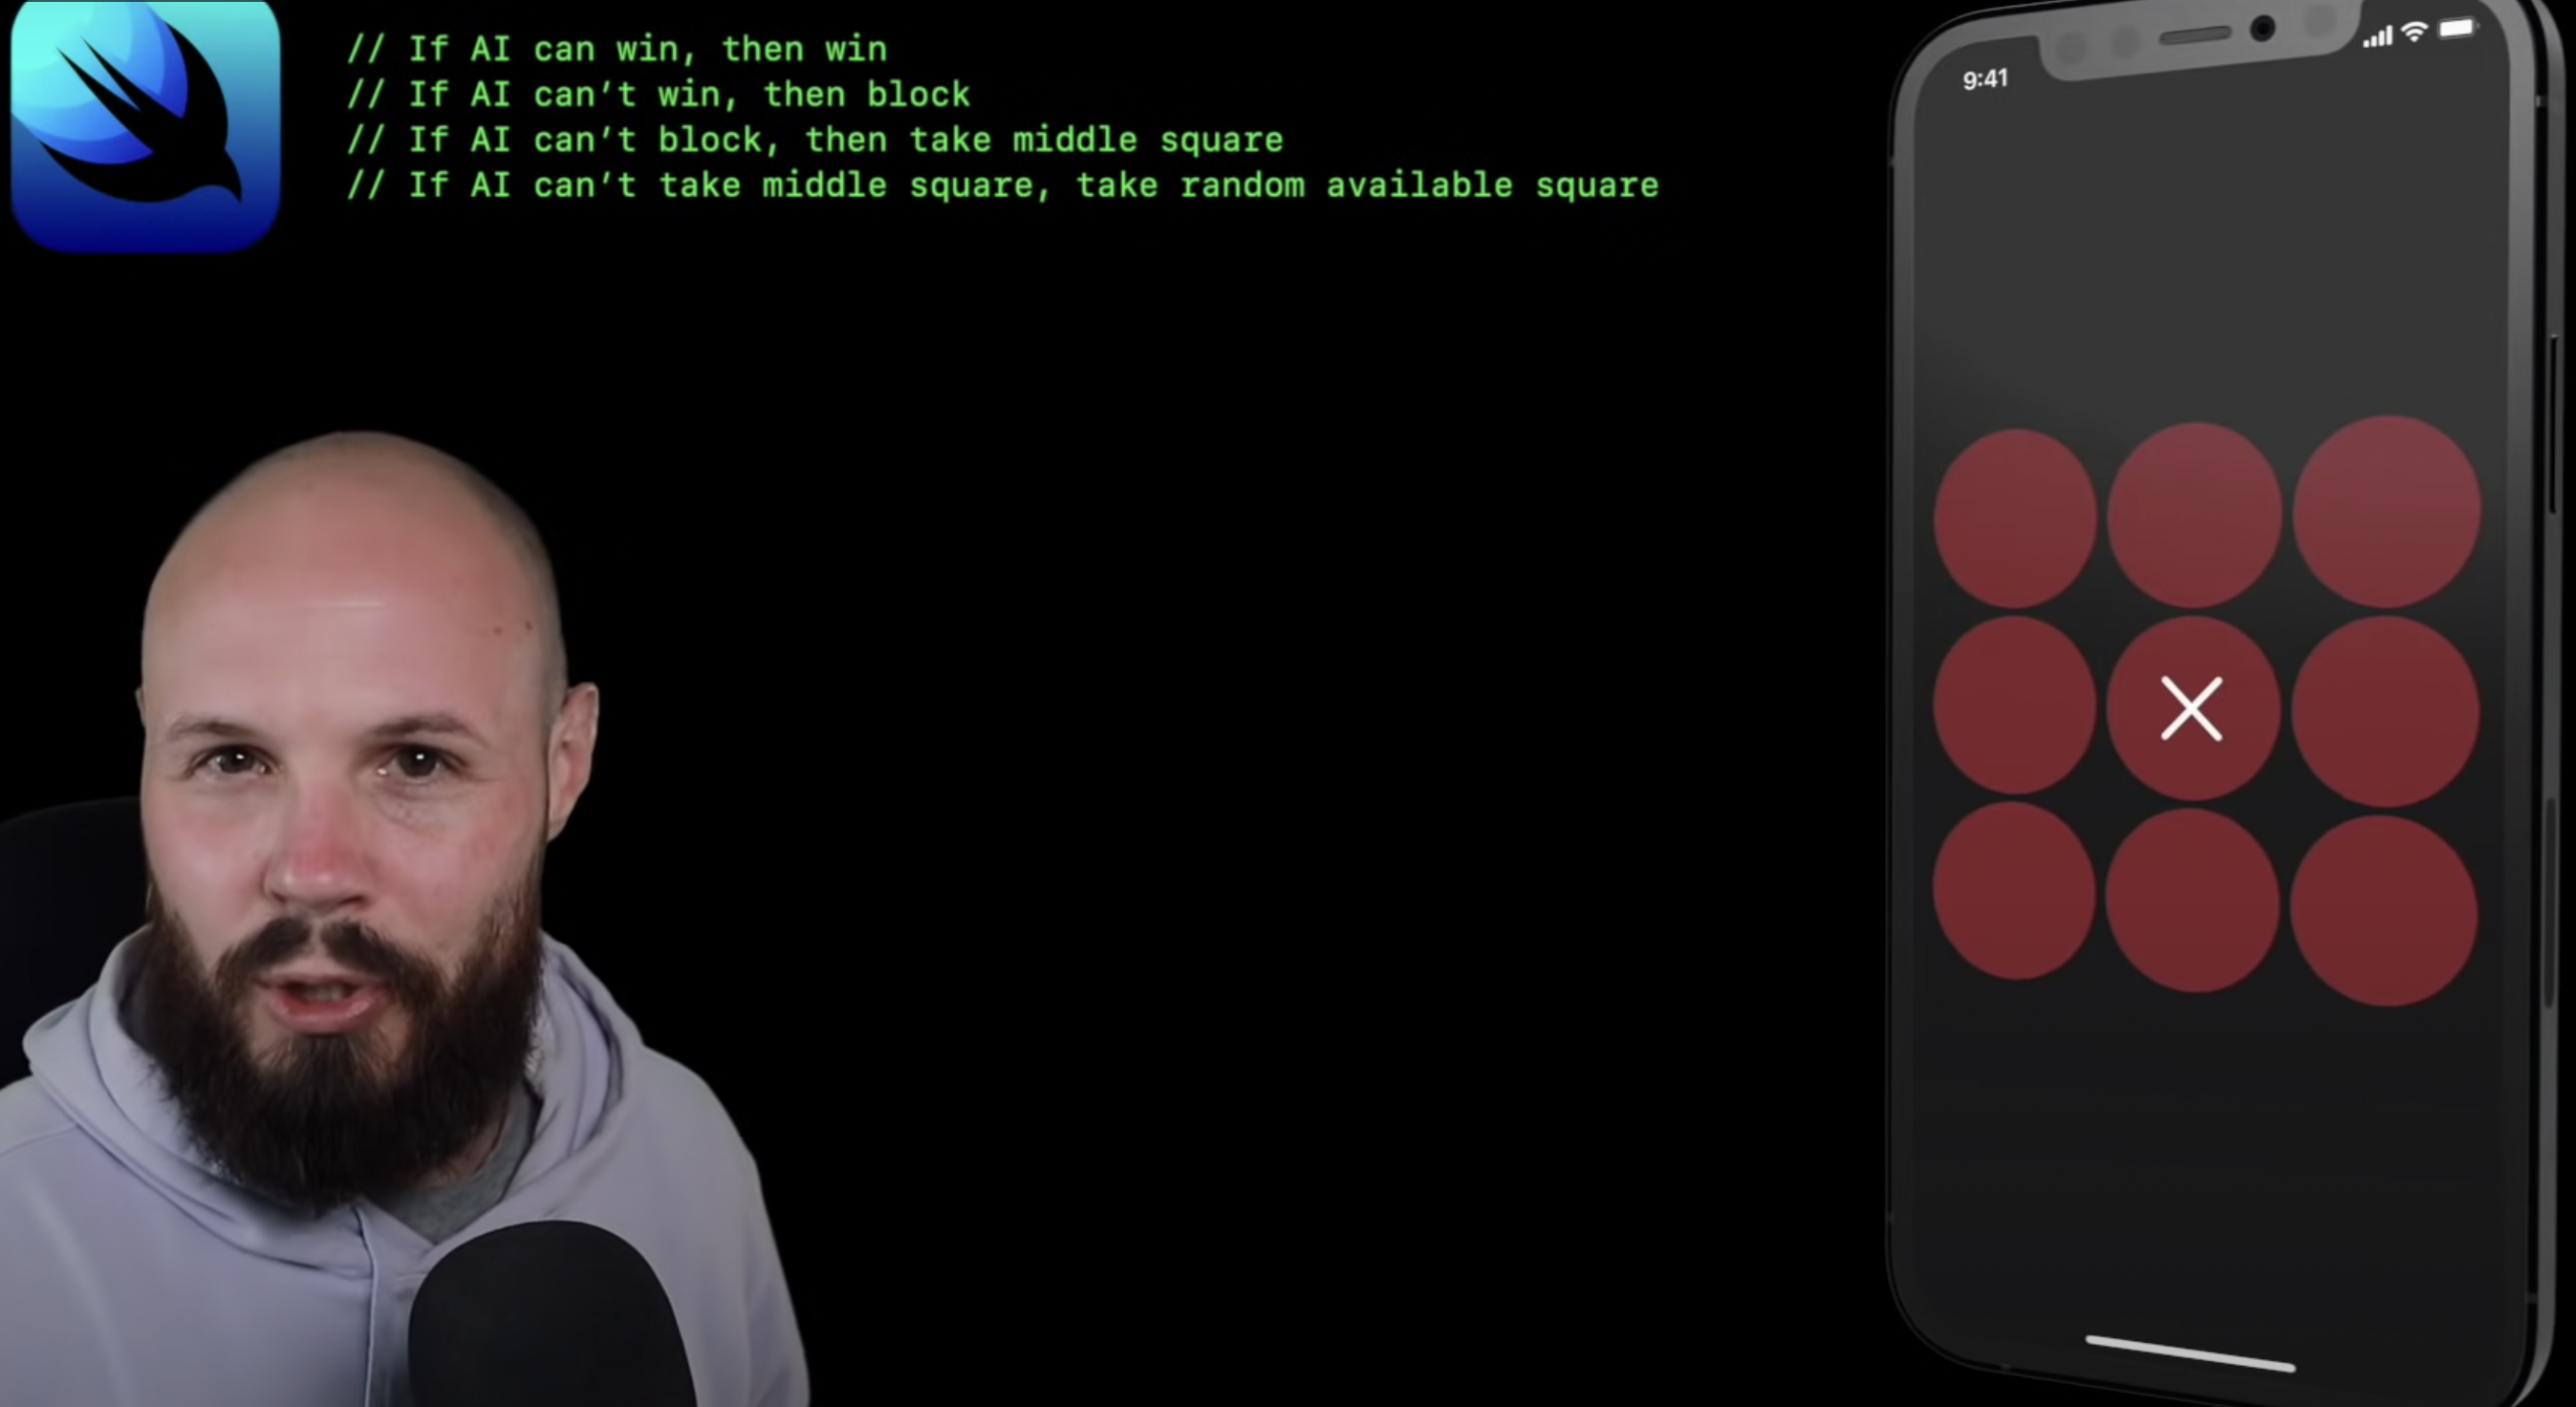 // If AI can win, then win
// If AI can’t win, then block
// If AI can’t block, then take middle square
// If AI can’t take middle square, take random available square
9:41